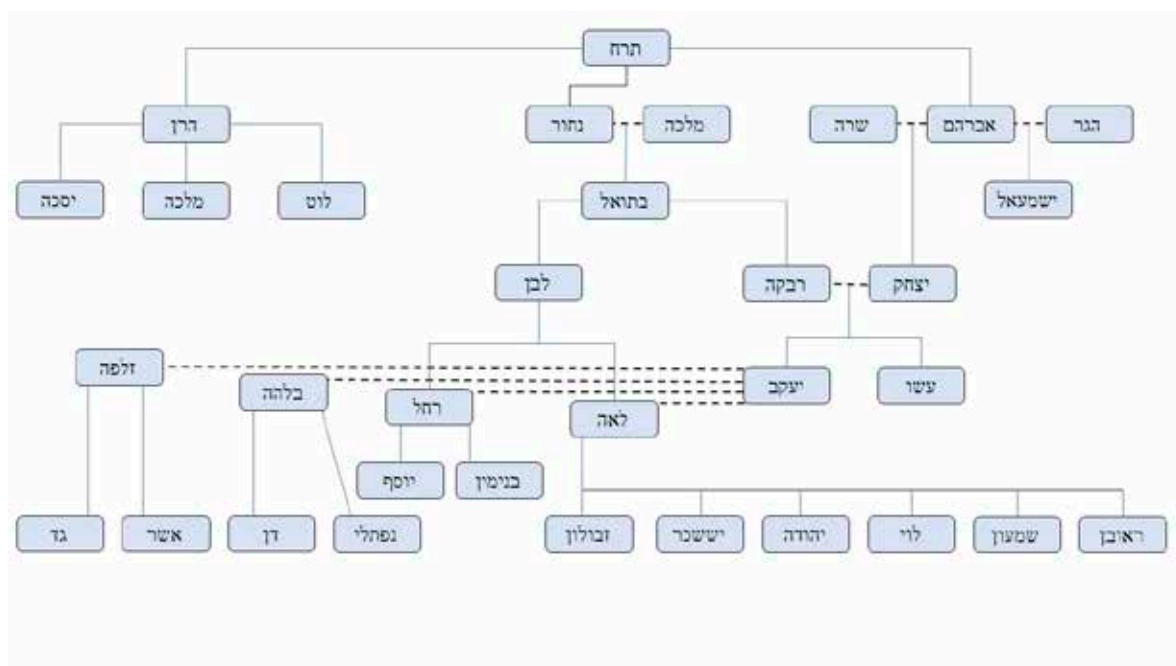 תרח
הגר
אברהם
שרה
מלכה
נחור
הרן
ישמעאל
בתואל
לוט
מלכה
יסכה
יצחק
רבקה
לבן
עשו
יעקב
לאה
רחל
בלהה
זלפה
בנימין
יוסף
ראובן
שמעון
לוי
יהודה
יששכר
זבולון
נפתלי
דן
אשר
גד